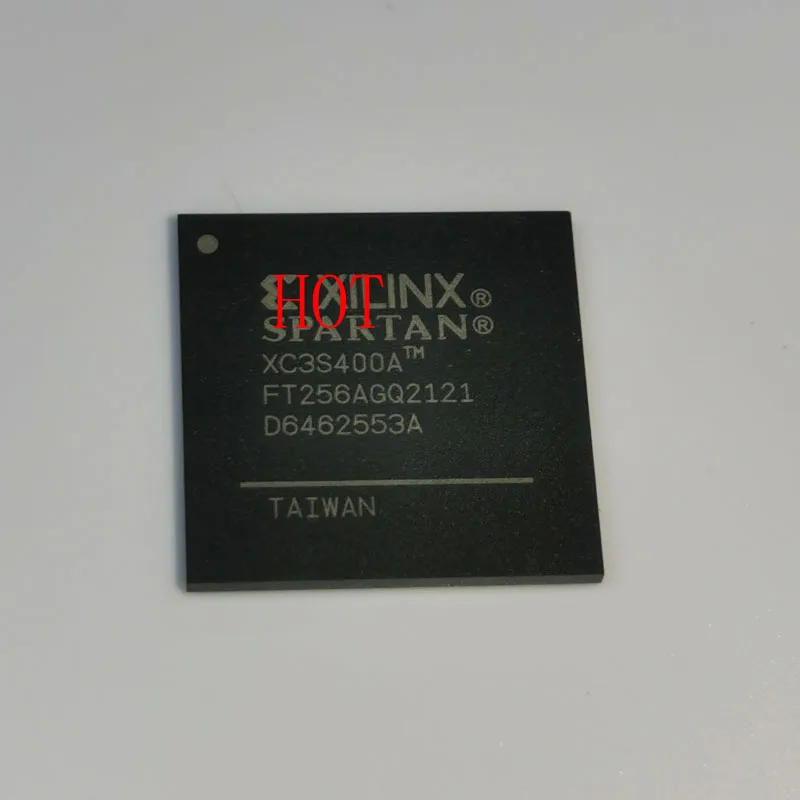 XILINX®
HOT
SPARTAN®
XC3S400A™
FT256AGQ2121
D6462553A
TAIWAN